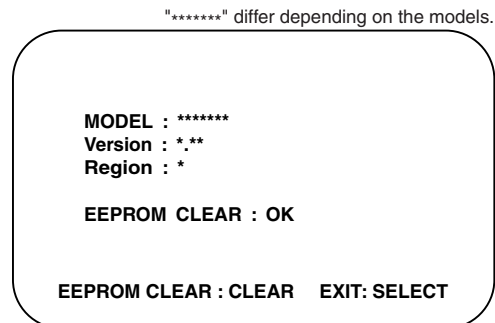 "*******" differ depending on the models.
MODEL : *******
Version : *.**
Region : *
EEPROM CLEAR : OK
EEPROM CLEAR : CLEAR EXIT: SELECT